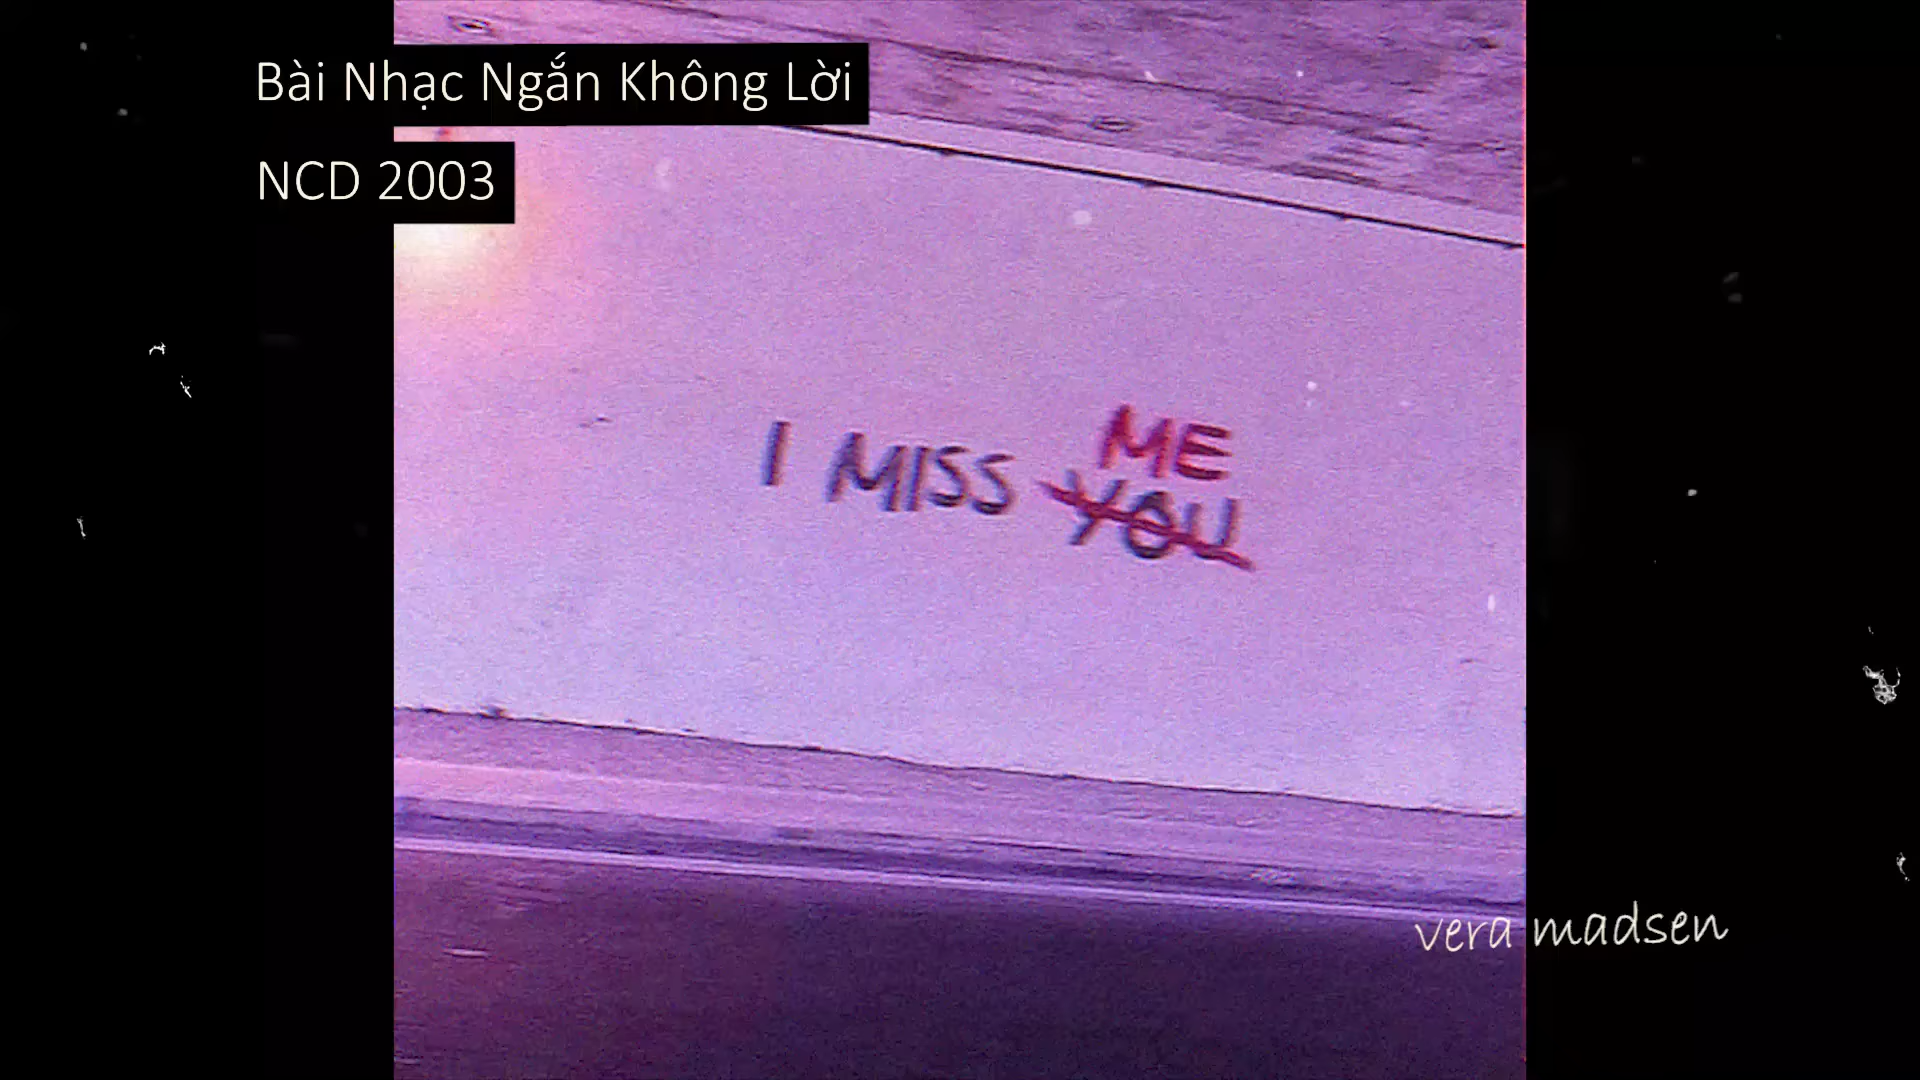 Bài Nhạc Ngắn Không Lời
NCD 2003
ME
I MISS YOU
vera madsen